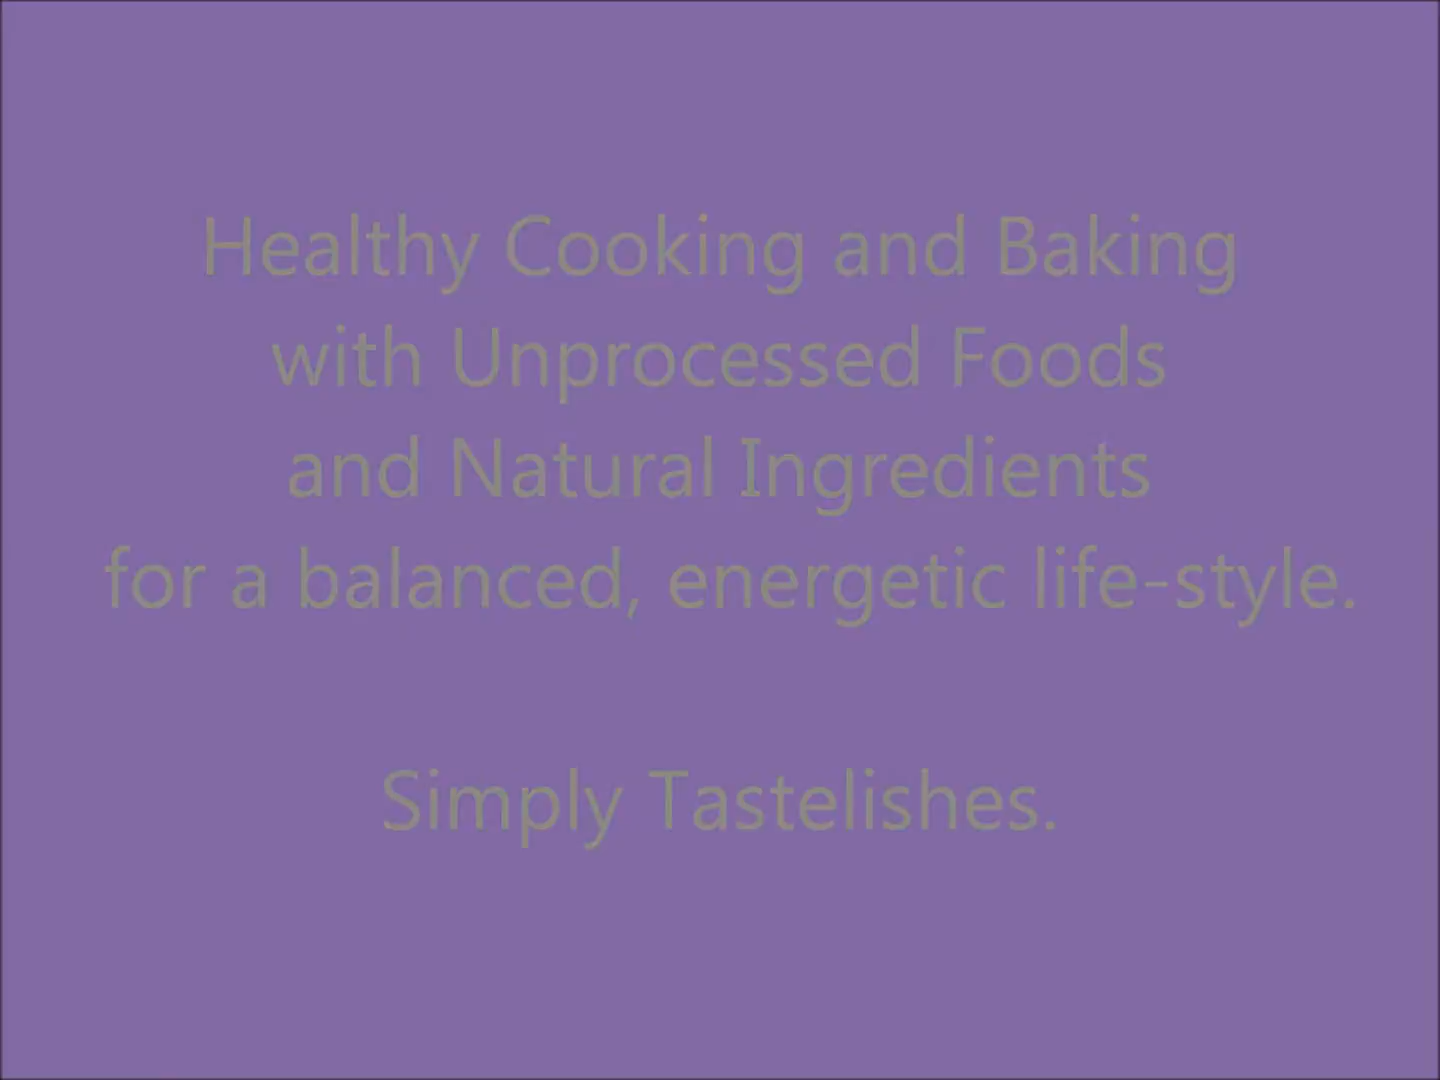 Healthy Cooking and Baking
with Unprocessed Foods
and Natural Ingredients
for a balanced, energetic life-style.
Simply Tastelishes.